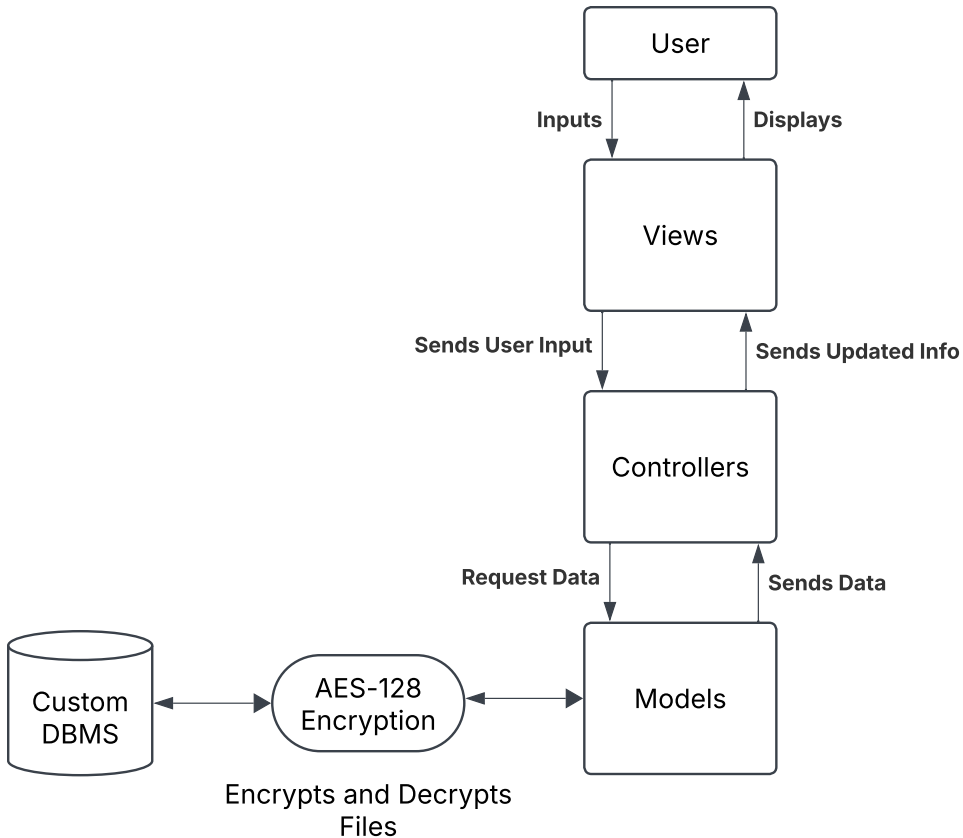 User
Inputs
Displays
Views
Sends User Input
Sends Updated Info
Controllers
Request Data
Sends Data
Custom
DBMS
AES-128
Encryption
Models
Encrypts and Decrypts
Files